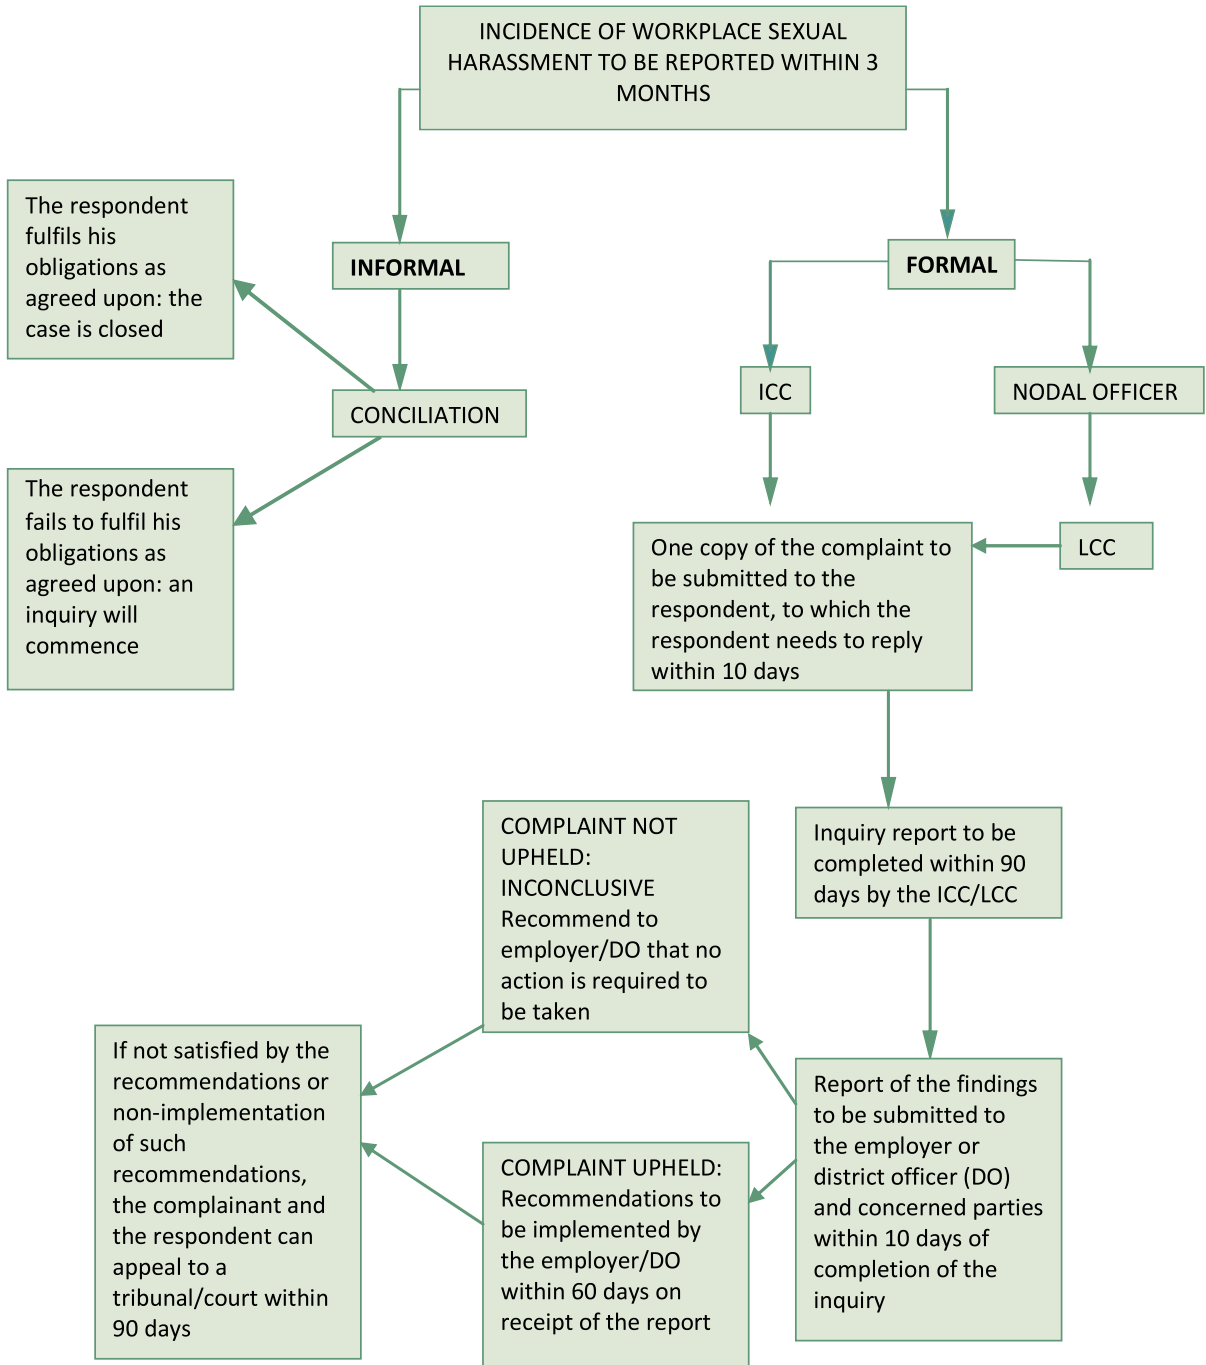 INCIDENCE OF WORKPLACE SEXUAL
HARASSMENT TO BE REPORTED WITHIN 3
MONTHS
The respondent
fulfils his
obligations as
agreed upon: the
case is closed
INFORMAL
FORMAL
ICC
NODAL OFFICER
CONCILIATION
The respondent
fails to fulfil his
obligations as
agreed upon: an
inquiry will
commence
One copy of the complaint to
be submitted to the
respondent, to which the
respondent needs to reply
within 10 days
LCC
Inquiry report to be
completed within 90
days by the ICC/LCC
COMPLAINT NOT
UPHELD:
INCONCLUSIVE
Recommend to
employer/DO that no
action is required to
be taken
Report of the findings
to be submitted to
the employer or
district officer (DO)
and concerned parties
within 10 days of
completion of the
inquiry
COMPLAINT UPHELD:
Recommendations to
be implemented by
the employer/DO
within 60 days on
receipt of the report
If not satisfied by the
recommendations or
non-implementation
of such
recommendations,
the complainant and
the respondent can
appeal to a
tribunal/court within
90 days